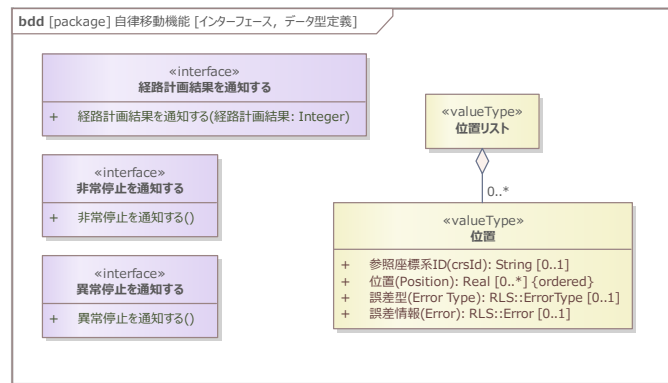 bdd [package] 自律移動機能 [インターフェース, データ型定義]
«interface»
経路計画結果を通知する
+ 経路計画結果を通知する(経路計画結果: Integer)
«interface»
非常停止を通知する
+ 非常停止を通知する()
«interface»
異常停止を通知する
+ 異常停止を通知する()
«valueType»
位置リスト
0..*
«valueType»
位置
+ 参照座標系ID(crsId): String [0..1]
+ 位置(Position): Real [0..*] {ordered}
+ 誤差型(Error Type): RLS::ErrorType [0..1]
+ 誤差情報(Error): RLS::Error [0..1]